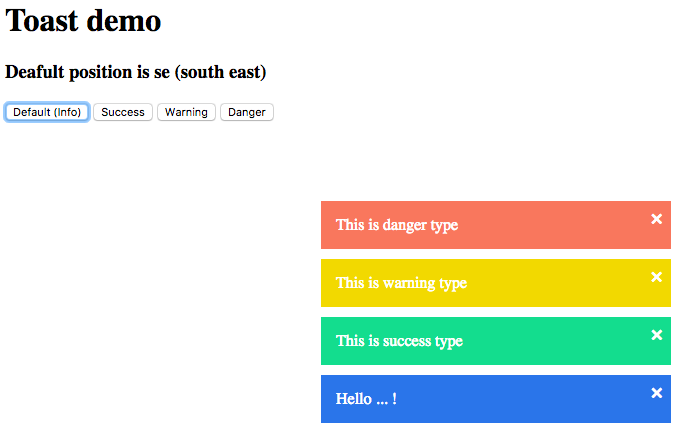 Toast demo
Deafult position is se (south east)
Default (Info) Success Warning Danger
This is danger type
This is warning type
This is success type
Hello ... !